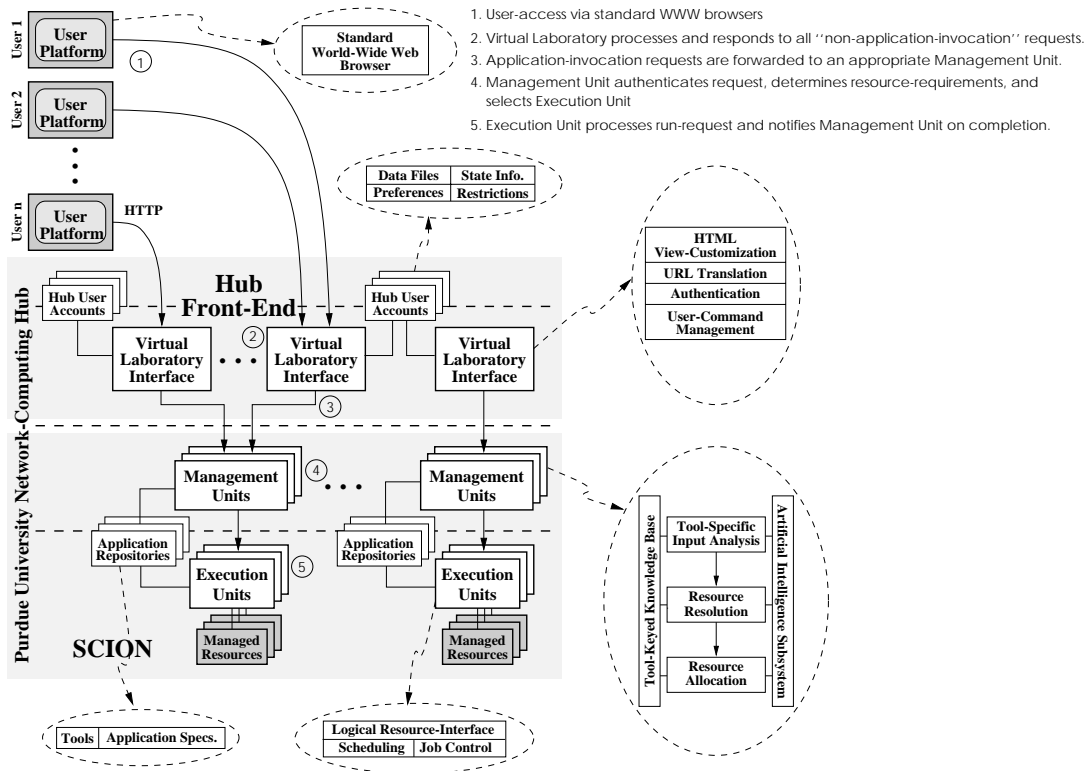 User 1
User
Platform
1
Standard
World-Wide Web
Browser
1. User-access via standard WWW browsers
2. Virtual Laboratory processes and responds to all ‘‘non-application-invocation’’ requests.
3. Application-invocation requests are forwarded to an appropriate Management Unit.
4. Management Unit authenticates request, determines resource-requirements, and
selects Execution Unit
5. Execution Unit processes run-request and notifies Management Unit on completion.
User 2
User
Platform
User n
User
Platform
HTTP
Data Files
State Info.
Preferences
Restrictions
HTML
View-Customization
URL Translation
Authentication
User-Command
Management
Purdue University Network-Computing Hub
Hub
Front-End
Hub User
Accounts
Hub User
Accounts
Virtual
Laboratory
Interface
2
Virtual
Laboratory
Interface
Virtual
Laboratory
Interface
3
Management
Units
4
Management
Units
Application
Repositories
Application
Repositories
Execution
Units
5
Execution
Units
Managed
Resources
Managed
Resources
SCION
Tool-Keyed Knowledge Base
Tool-Specific
Input Analysis
Resource
Resolution
Resource
Allocation
Artificial Intelligence Subsystem
Tools
Application Specs.
Logical Resource-Interface
Scheduling
Job Control